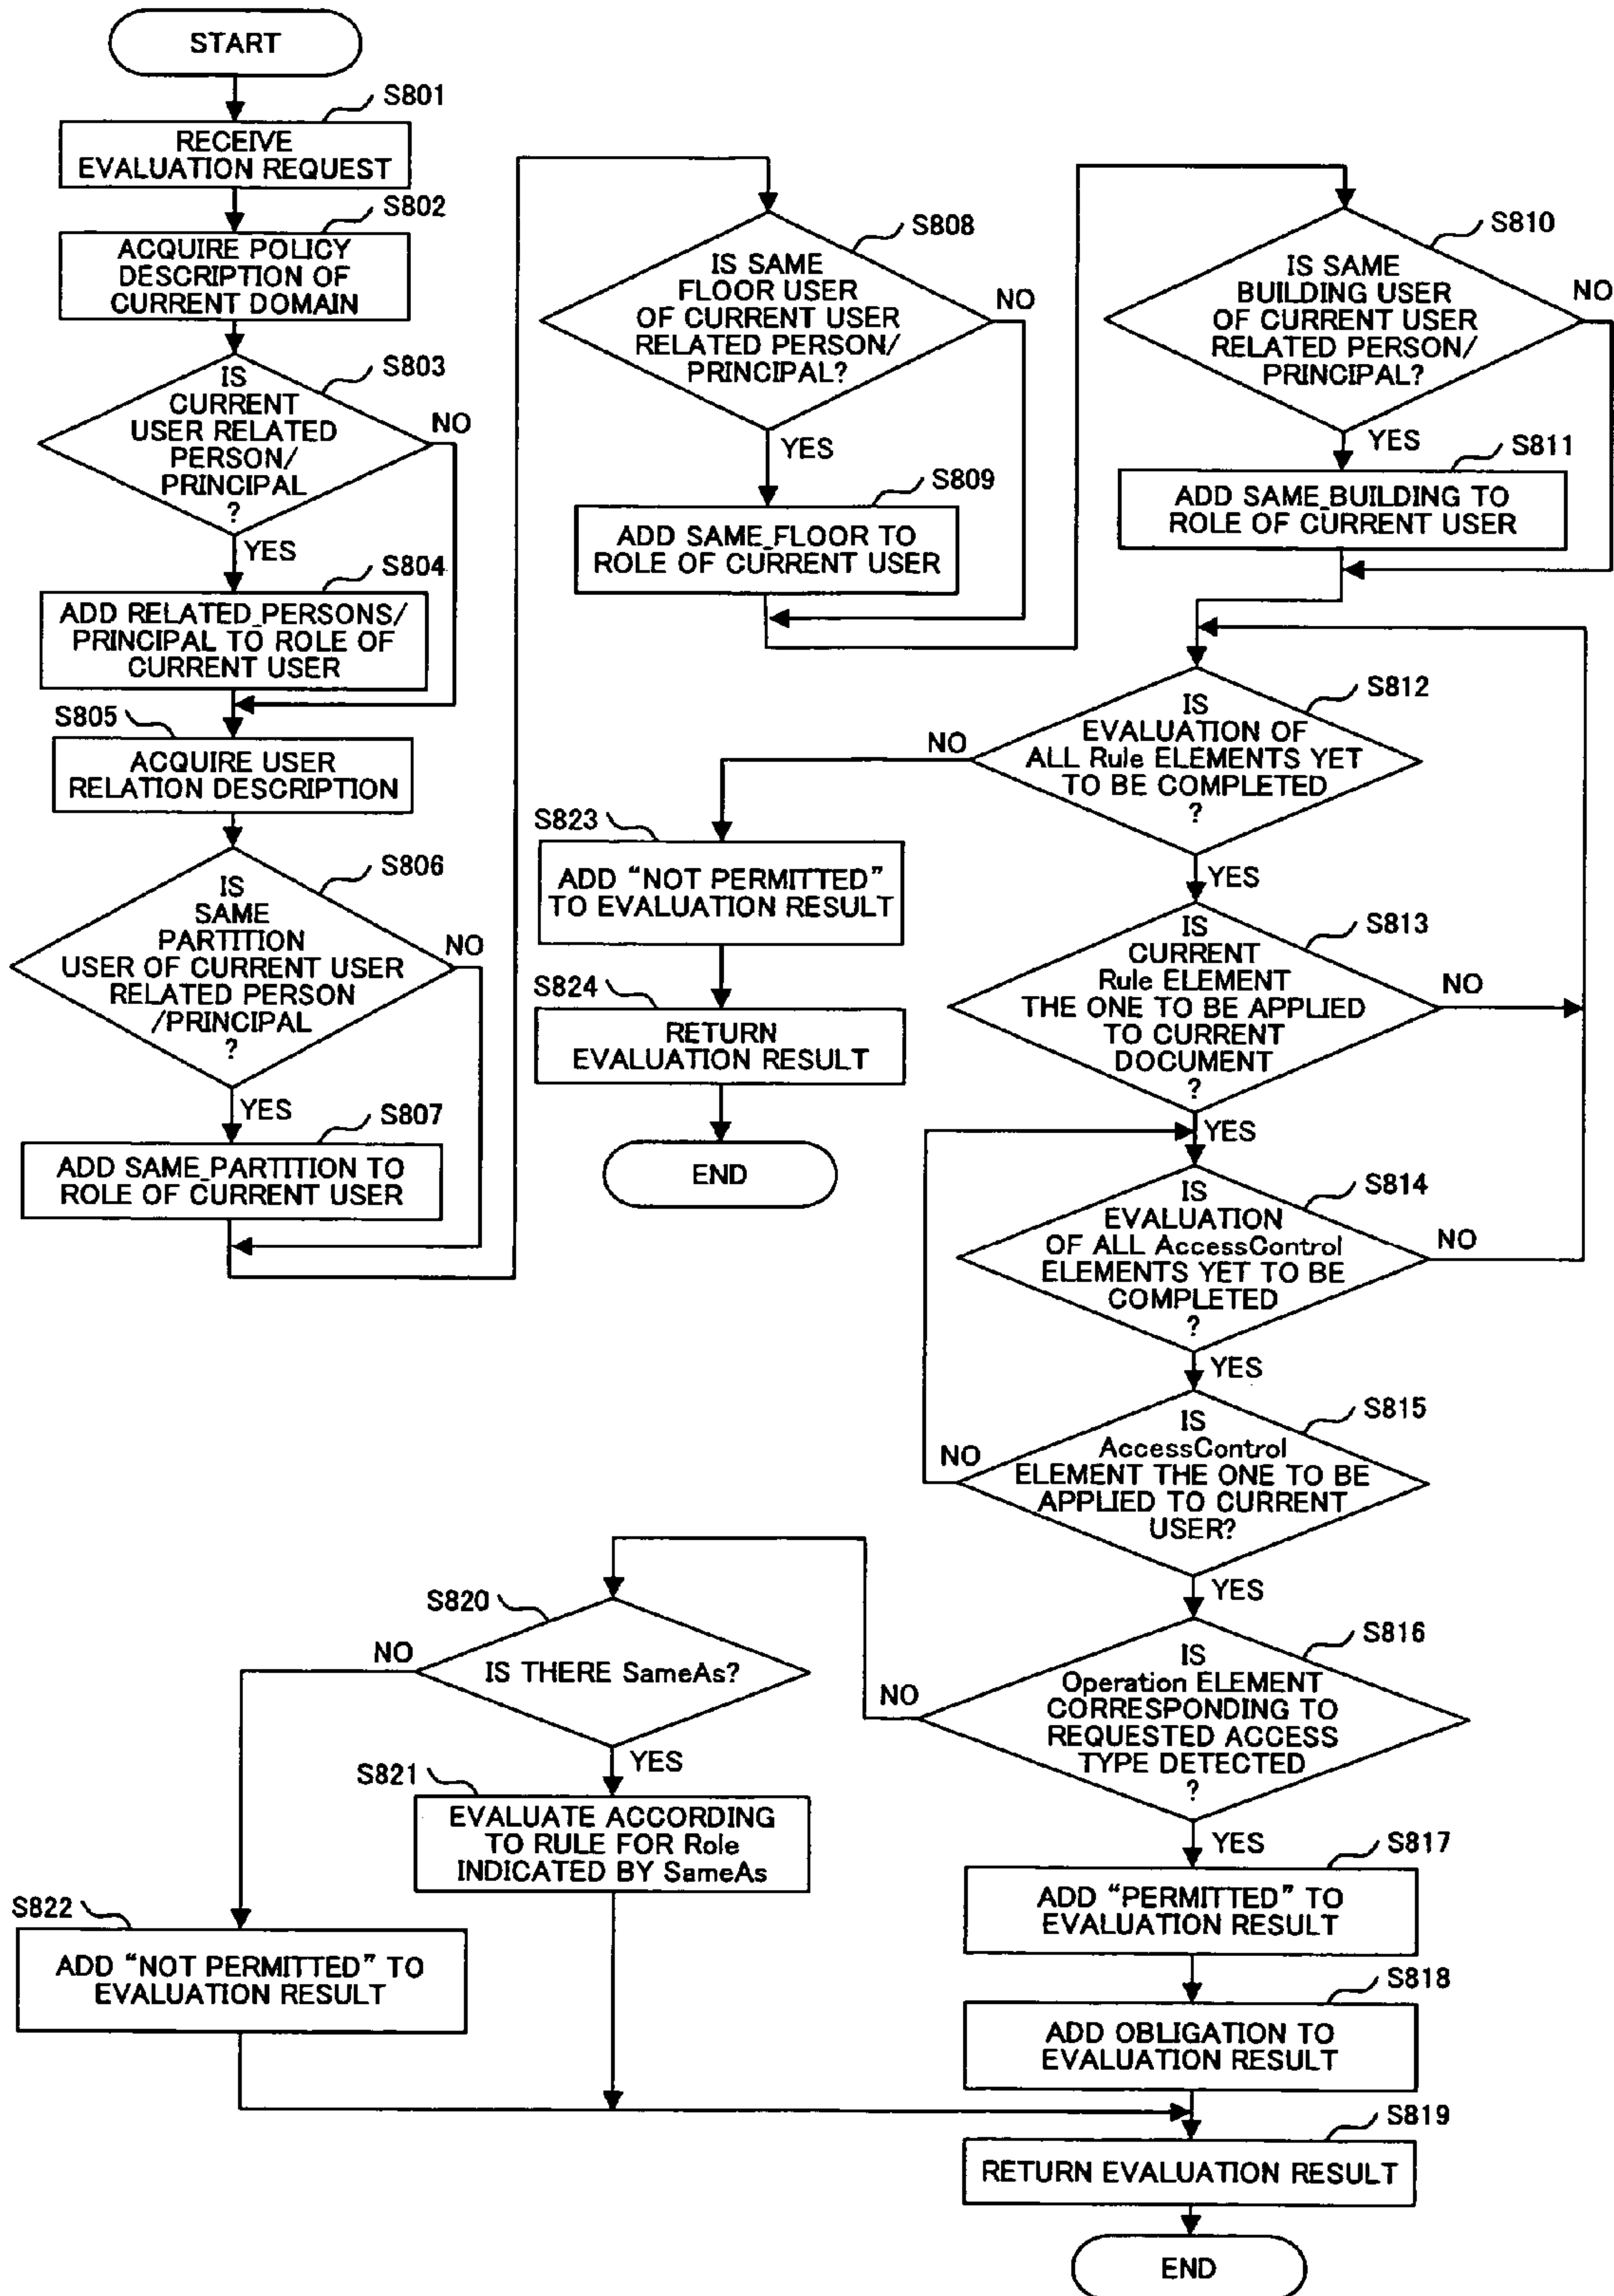 START
S801
RECEIVE
EVALUATION REQUEST
S802
ACQUIRE POLICY
DESCRIPTION OF
CURRENT DOMAIN
S803
IS
CURRENT
USER RELATED
PERSON/
PRINCIPAL
?
NO
YES
S804
ADD RELATED_PERSONS/
PRINCIPAL TO ROLE OF
CURRENT USER
S805
ACQUIRE USER
RELATION DESCRIPTION
S806
IS
SAME
PARTITION
USER OF CURRENT USER
RELATED PERSON
/PRINCIPAL
?
NO
YES
S807
ADD SAME_PARTITION TO
ROLE OF CURRENT USER
S808
IS SAME
FLOOR USER
OF CURRENT USER
RELATED PERSON/
PRINCIPAL?
NO
YES
S809
ADD SAME_FLOOR TO
ROLE OF CURRENT USER
S810
IS SAME
BUILDING USER
OF CURRENT USER
RELATED PERSON/
PRINCIPAL?
NO
YES
S811
ADD SAME_BUILDING TO
ROLE OF CURRENT USER
S812
IS
EVALUATION OF
ALL Rule ELEMENTS YET
TO BE COMPLETED
?
NO
YES
S823
ADD “NOT PERMITTED”
TO EVALUATION RESULT
S824
RETURN
EVALUATION RESULT
END
S813
IS
CURRENT
Rule ELEMENT
THE ONE TO BE APPLIED
TO CURRENT
DOCUMENT
?
NO
YES
S814
IS
EVALUATION
OF ALL AccessControl
ELEMENTS YET TO BE
COMPLETED
?
NO
YES
S815
IS
AccessControl
ELEMENT THE ONE TO BE
APPLIED TO CURRENT
USER?
NO
YES
S816
IS
Operation ELEMENT
CORRESPONDING TO
REQUESTED ACCESS
TYPE DETECTED
?
NO
YES
S820
IS THERE SameAs?
NO
YES
S821
EVALUATE ACCORDING
TO RULE FOR Role
INDICATED BY SameAs
S822
ADD “NOT PERMITTED” TO
EVALUATION RESULT
S817
ADD “PERMITTED” TO
EVALUATION RESULT
S818
ADD OBLIGATION TO
EVALUATION RESULT
S819
RETURN EVALUATION RESULT
END